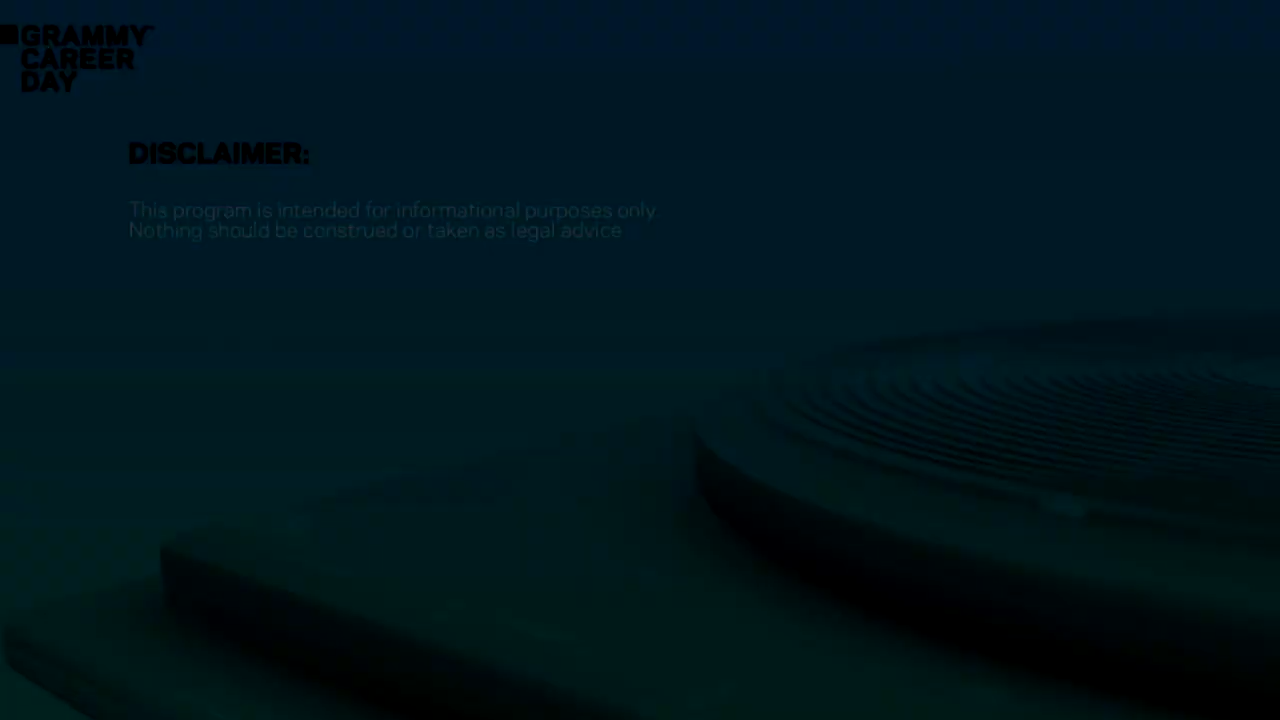 GRAMMY
CAREER
DAY
DISCLAIMER:
This program is intended for informational purposes only
Nothing should be construed or taken as legal advice